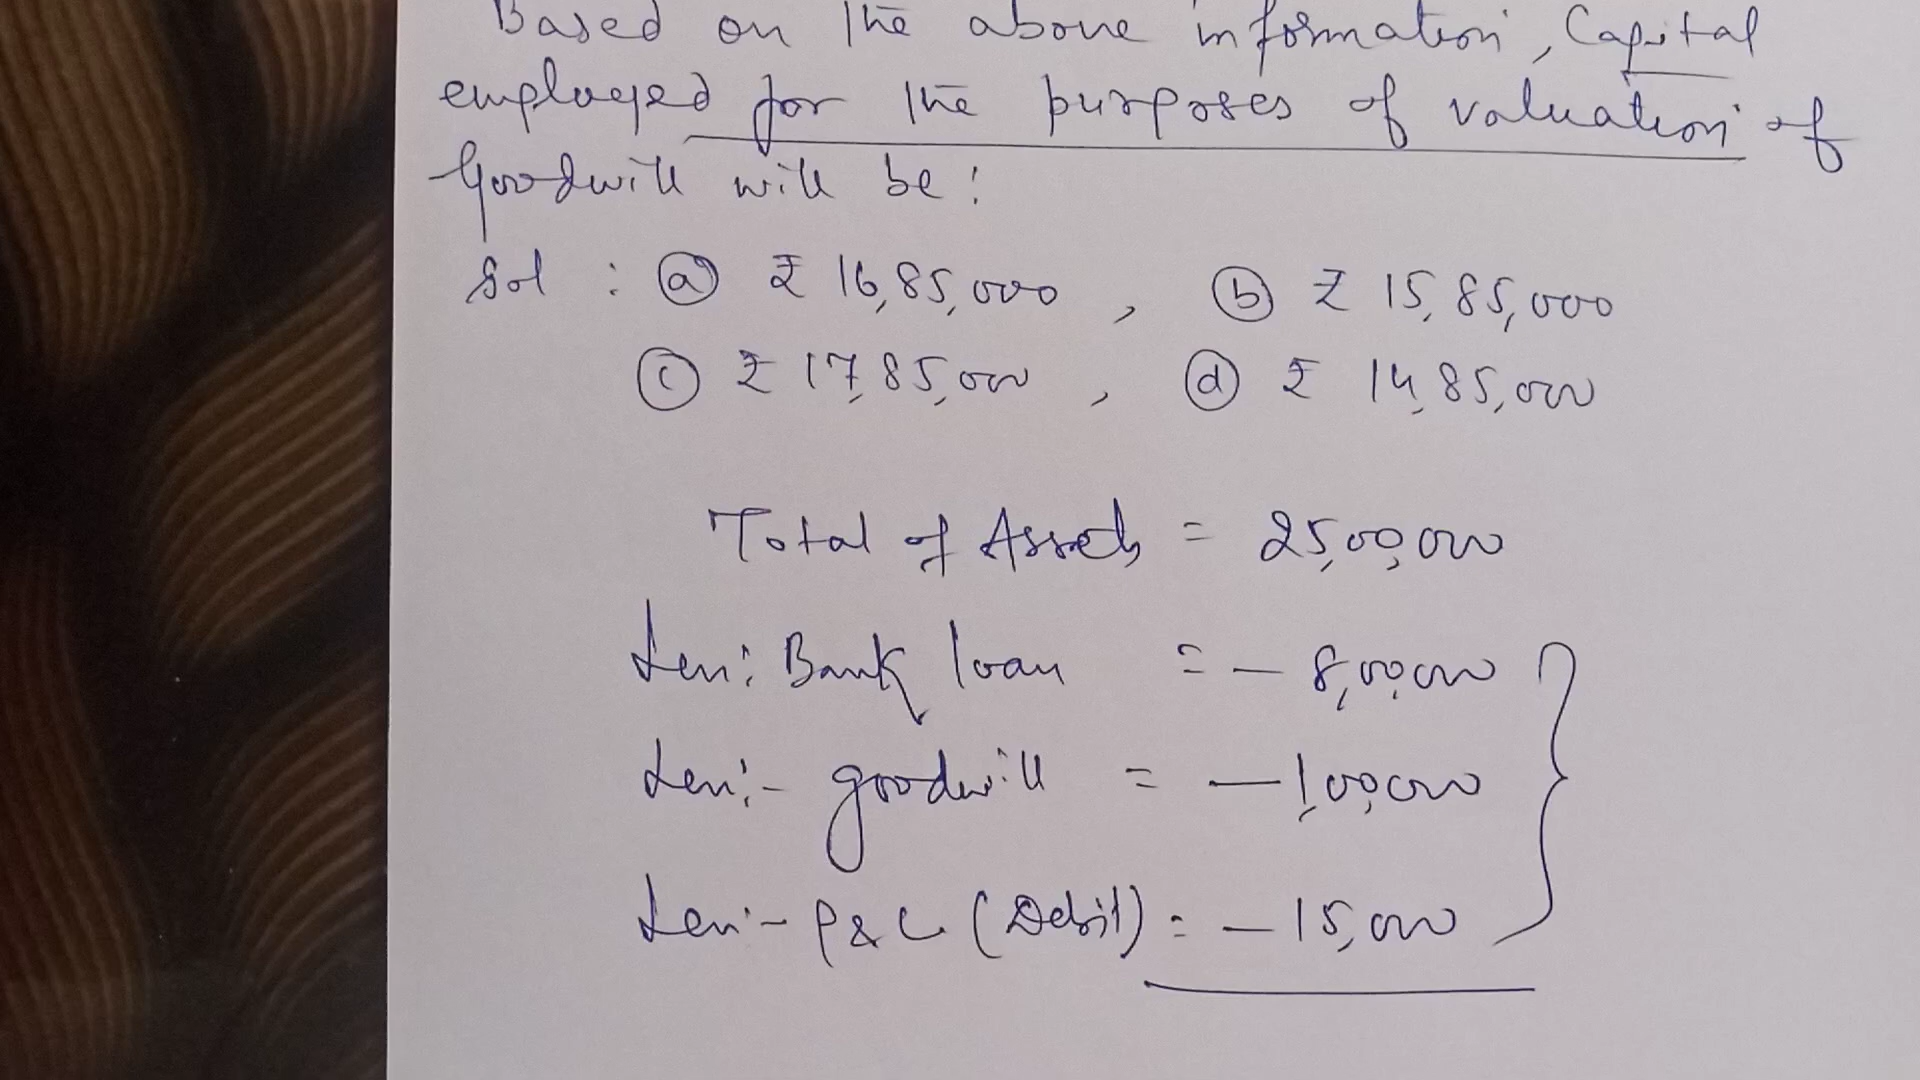 Based on the above information, Capital
employed for the purposes of valuation of
Goodwill will be:
Sol : (a) ₹ 16,85,000 , (b) ₹ 15,85,000
(c) ₹ 17,85,000 , (d) ₹ 14,85,000
Total of Assets = 25,00,000
Less: Bank loan = - 8,00,000
Less:- goodwill = - 1,00,000
Less:- P&L (Debit) = - 15,000